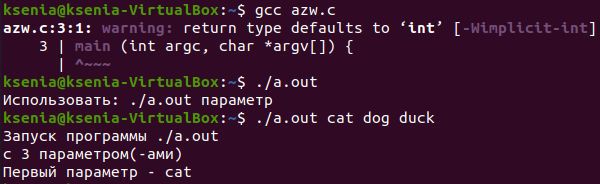 ksenia@ksenia-VirtualBox:~$ gcc azw.c
azw.c:3:1: warning: return type defaults to ‘int’ [-Wimplicit-int]
    3 | main (int argc, char *argv[]) {
      | ^~~~
ksenia@ksenia-VirtualBox:~$ ./a.out
Использовать: ./a.out параметр
ksenia@ksenia-VirtualBox:~$ ./a.out cat dog duck
Запуск программы ./a.out
с 3 параметром(-ами)
Первый параметр - cat